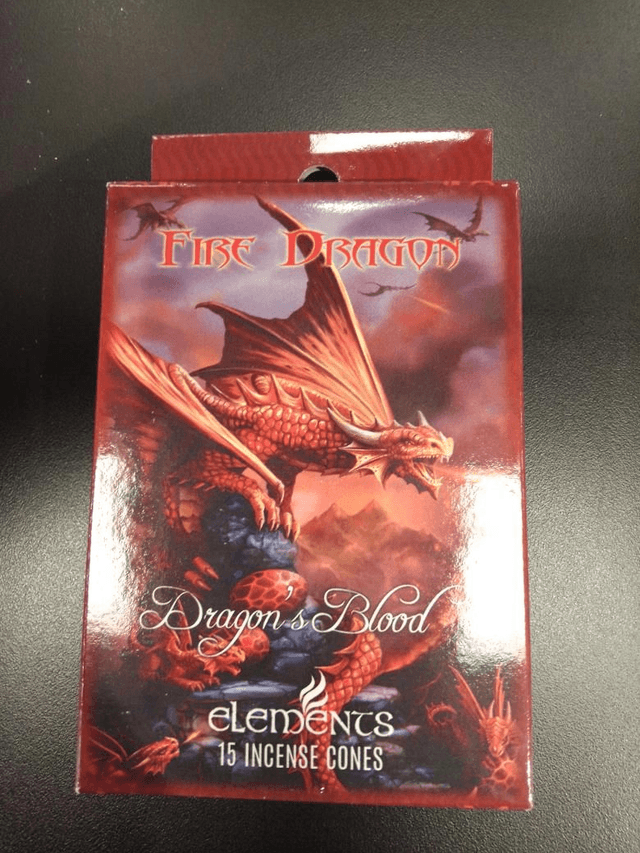 FIRE DRAGON
Dragon's Blood
ELEMENTS
15 INCENSE CONES